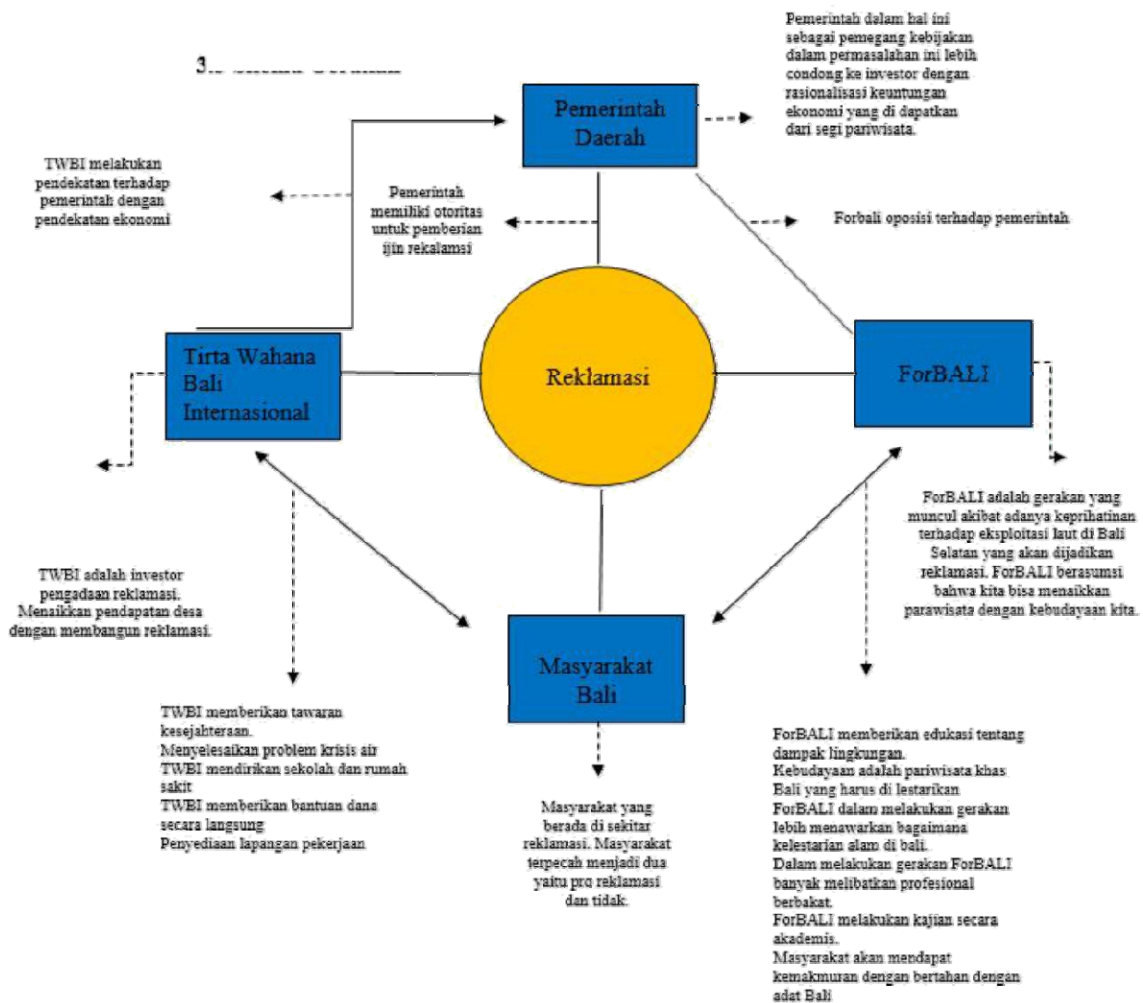 Pemerintah dalam hal ini
sebagai pemegang kebijakan
dalam permasalahan ini lebih
condong ke investor dengan
rasionalisasi keuntungan
ekonomi yang di dapatkan
dari segi pariwisata.
Pemerintah
Daerah
TWBI melakukan
pendekatan terhadap
pemerintah dengan
pendekatan ekonomi
Pemerintah
memiliki otoritas
untuk pemberian
ijin rekalamsi
Forbali oposisi terhadap pemerintah
Tirta Wahana
Bali
Internasional
Reklamasi
ForBALI
ForBALI adalah gerakan yang
muncul akibat adanya keprihatinan
terhadap eksploitasi laut di Bali
Selatan yang akan dijadikan
reklamasi. ForBALI berasumsi
bahwa kita bisa menaikkan
parawisata dengan kebudayaan kita.
TWBI adalah investor
pengadaan reklamasi.
Menaikkan pendapatan desa
dengan membangun reklamasi.
Masyarakat
Bali
TWBI memberikan tawaran
kesejahteraan.
Menyelesaikan problem krisis air
TWBI mendirikan sekolah dan rumah
sakit
TWBI memberikan bantuan dana
secara langsung
Penyediaan lapangan pekerjaan
Masyarakat yang
berada di sekitar
reklamasi. Masyarakat
terpecah menjadi dua
yaitu pro reklamasi
dan tidak.
ForBALI memberikan edukasi tentang
dampak lingkungan.
Kebudayaan adalah pariwisata khas
Bali yang harus di lestarikan
ForBALI dalam melakukan gerakan
lebih menawarkan bagaimana
kelestarian alam di bali.
Dalam melakukan gerakan ForBALI
banyak melibatkan profesional
berbakat.
ForBALI melakukan kajian secara
akademis.
Masyarakat akan mendapat
kemakmuran dengan bertahan dengan
adat Bali